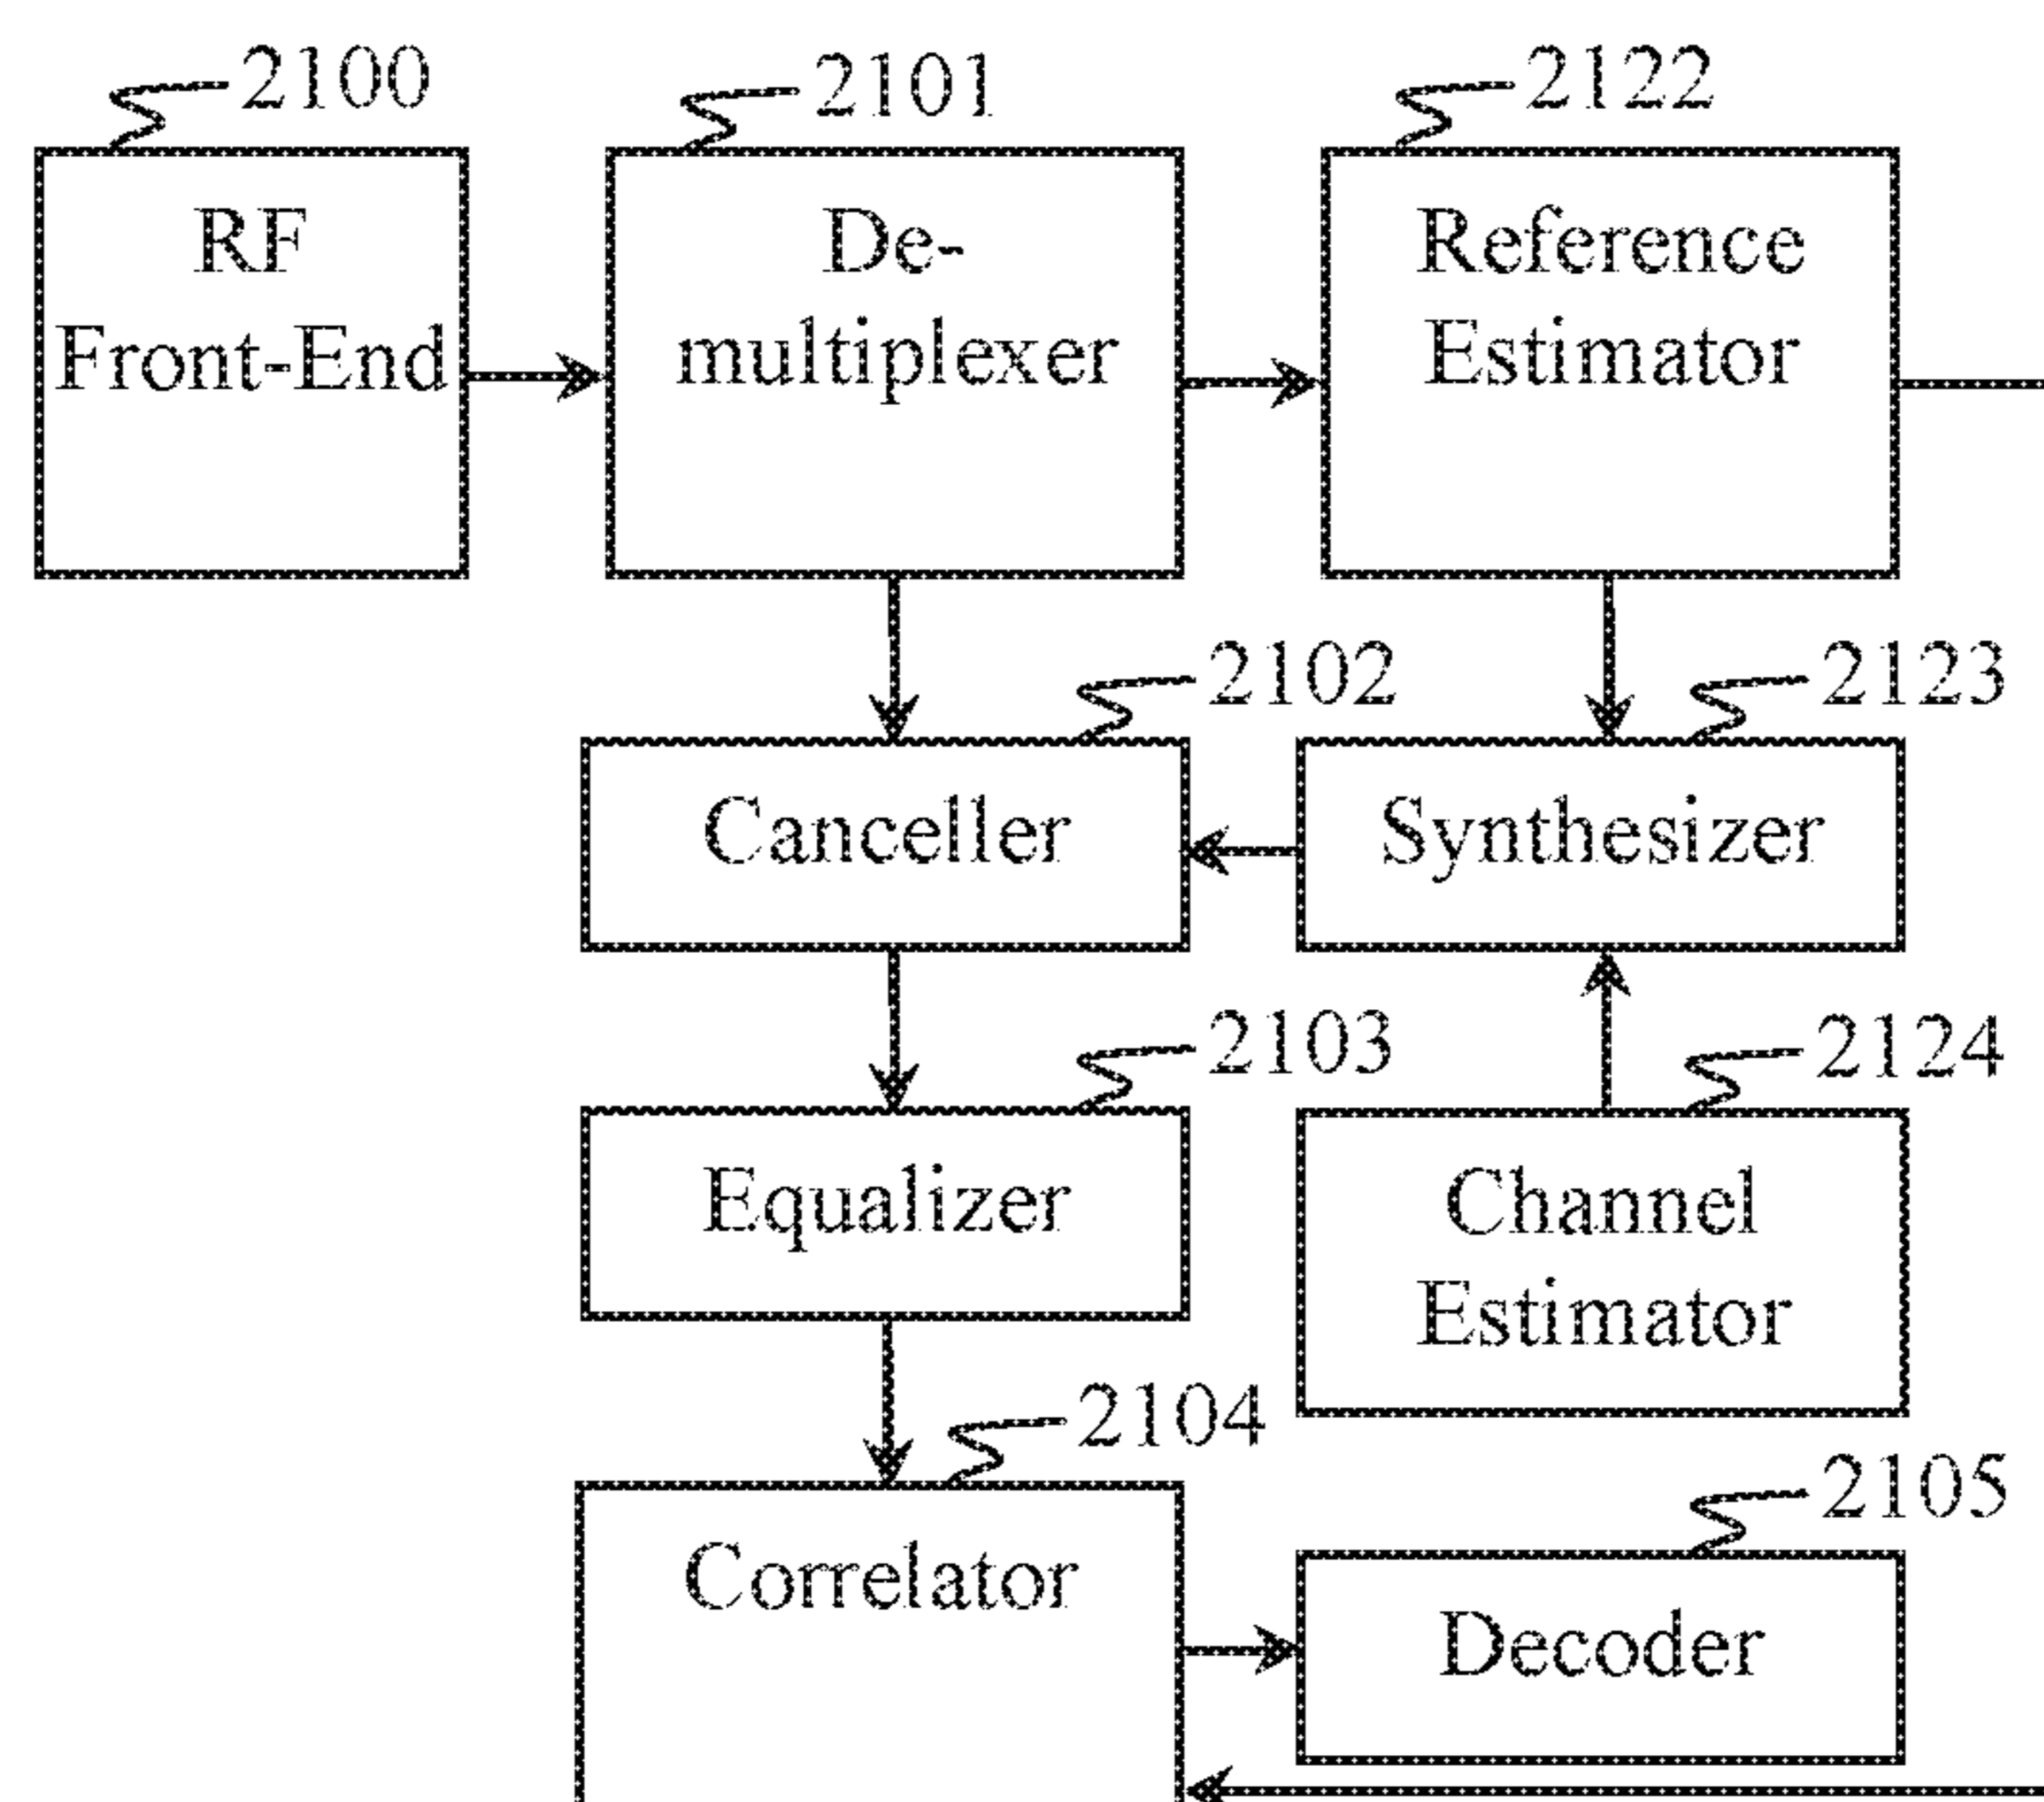 2100
2101
2122
RF
Front-End
De-
multiplexer
Reference
Estimator
2102
2123
Canceller
Synthesizer
2103
2124
Equalizer
Channel
Estimator
2104
2105
Correlator
Decoder